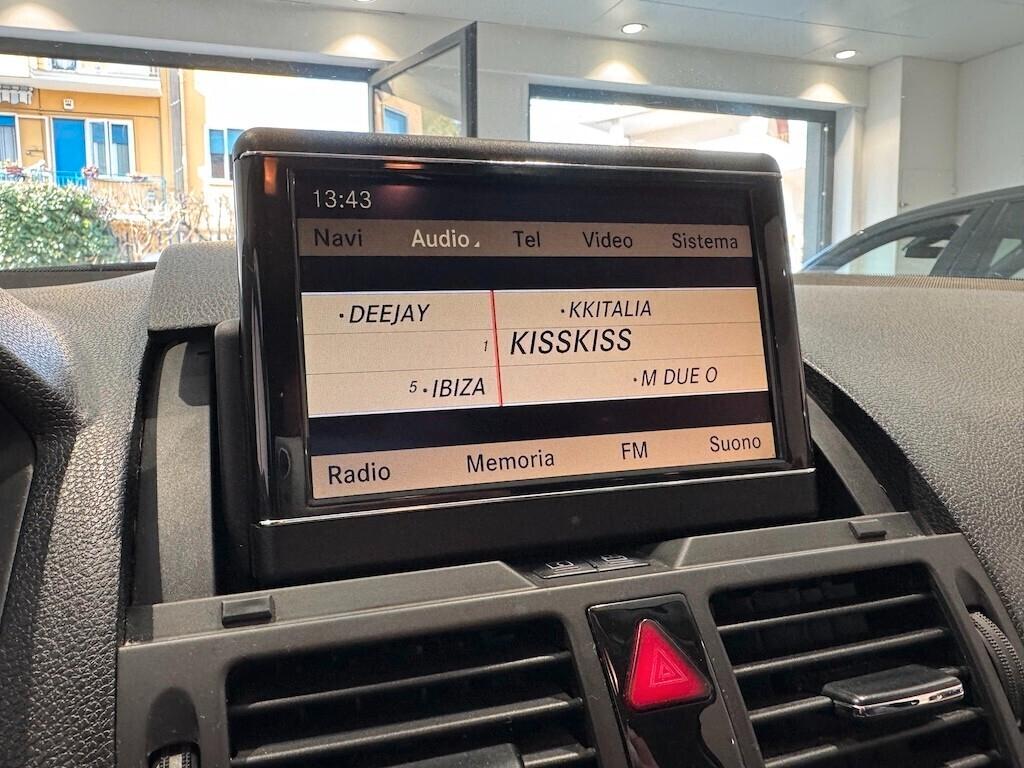 13:43
Navi Audio Tel Video Sistema
•DEEJAY •KKITALIA
1 KISSKISS
5 •IBIZA •M DUE O
Radio Memoria FM Suono